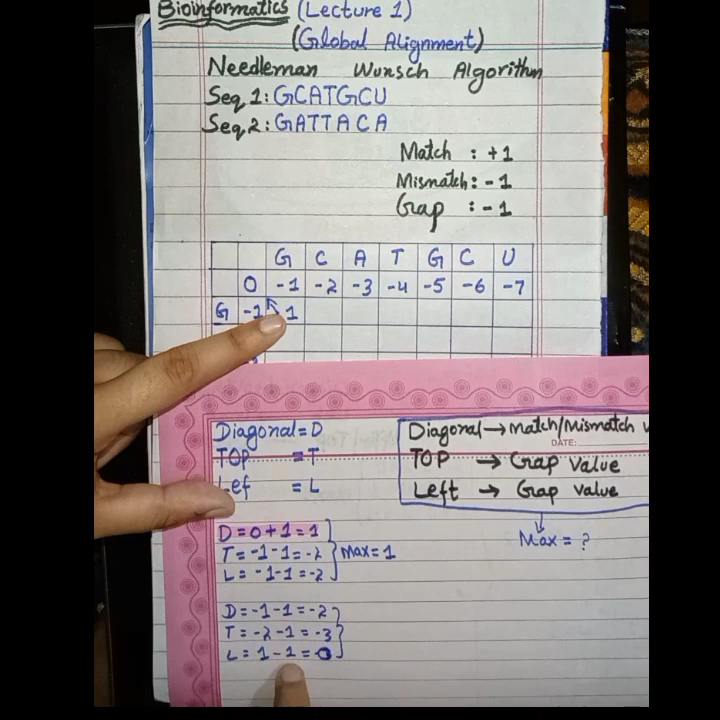 Bioinformatics (Lecture 1)
(Global Alignment)
Needleman Wunsch Algorithm
Seq 1: GCATGCU
Seq 2: GATTACA
Match : +1
Mismatch: -1
Gap : -1
G C A T G C U
0 -1 -2 -3 -4 -5 -6 -7
G -1 1
Diagonal = D
TOP = T
Lef = L
Diagonal → Match/Mismatch
DATE:
TOP → Gap Value
Left → Gap Value
Max = ?
D = 0 + 1 = 1
T = -1 - 1 = -2
L = -1 - 1 = -2
Max = 1
D = -1 - 1 = -2
T = -2 - 1 = -3
L = 1 - 1 = 0